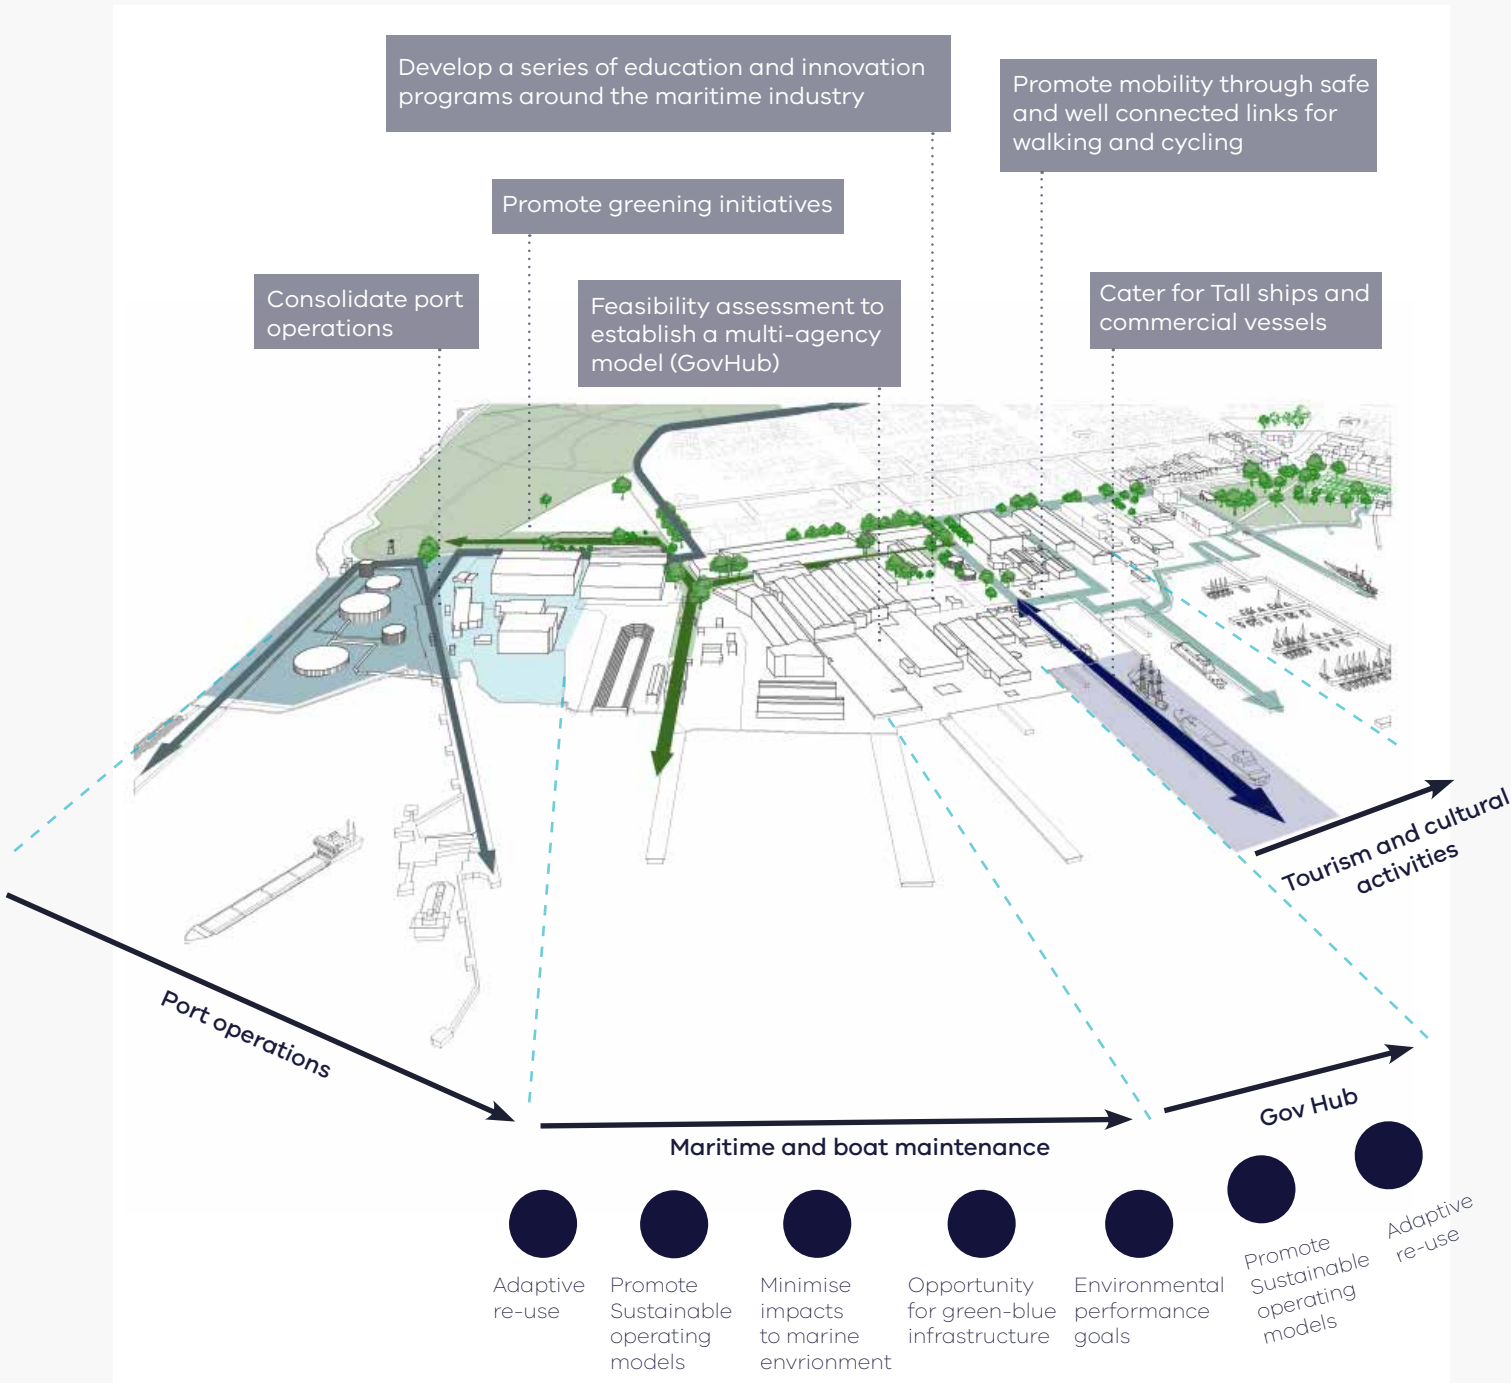 Develop a series of education and innovation
programs around the maritime industry
Promote mobility through safe
and well connected links for
walking and cycling
Promote greening initiatives
Consolidate port
operations
Feasibility assessment to
establish a multi-agency
model (GovHub)
Cater for Tall ships and
commercial vessels
Tourism and cultural
activities
Port operations
Gov Hub
Maritime and boat maintenance
Adaptive
re-use
Promote
Sustainable
operating
models
Minimise
impacts
to marine
envrionment
Opportunity
for green-blue
infrastructure
Environmental
performance
goals
Promote
Sustainable
operating
models
Adaptive
re-use